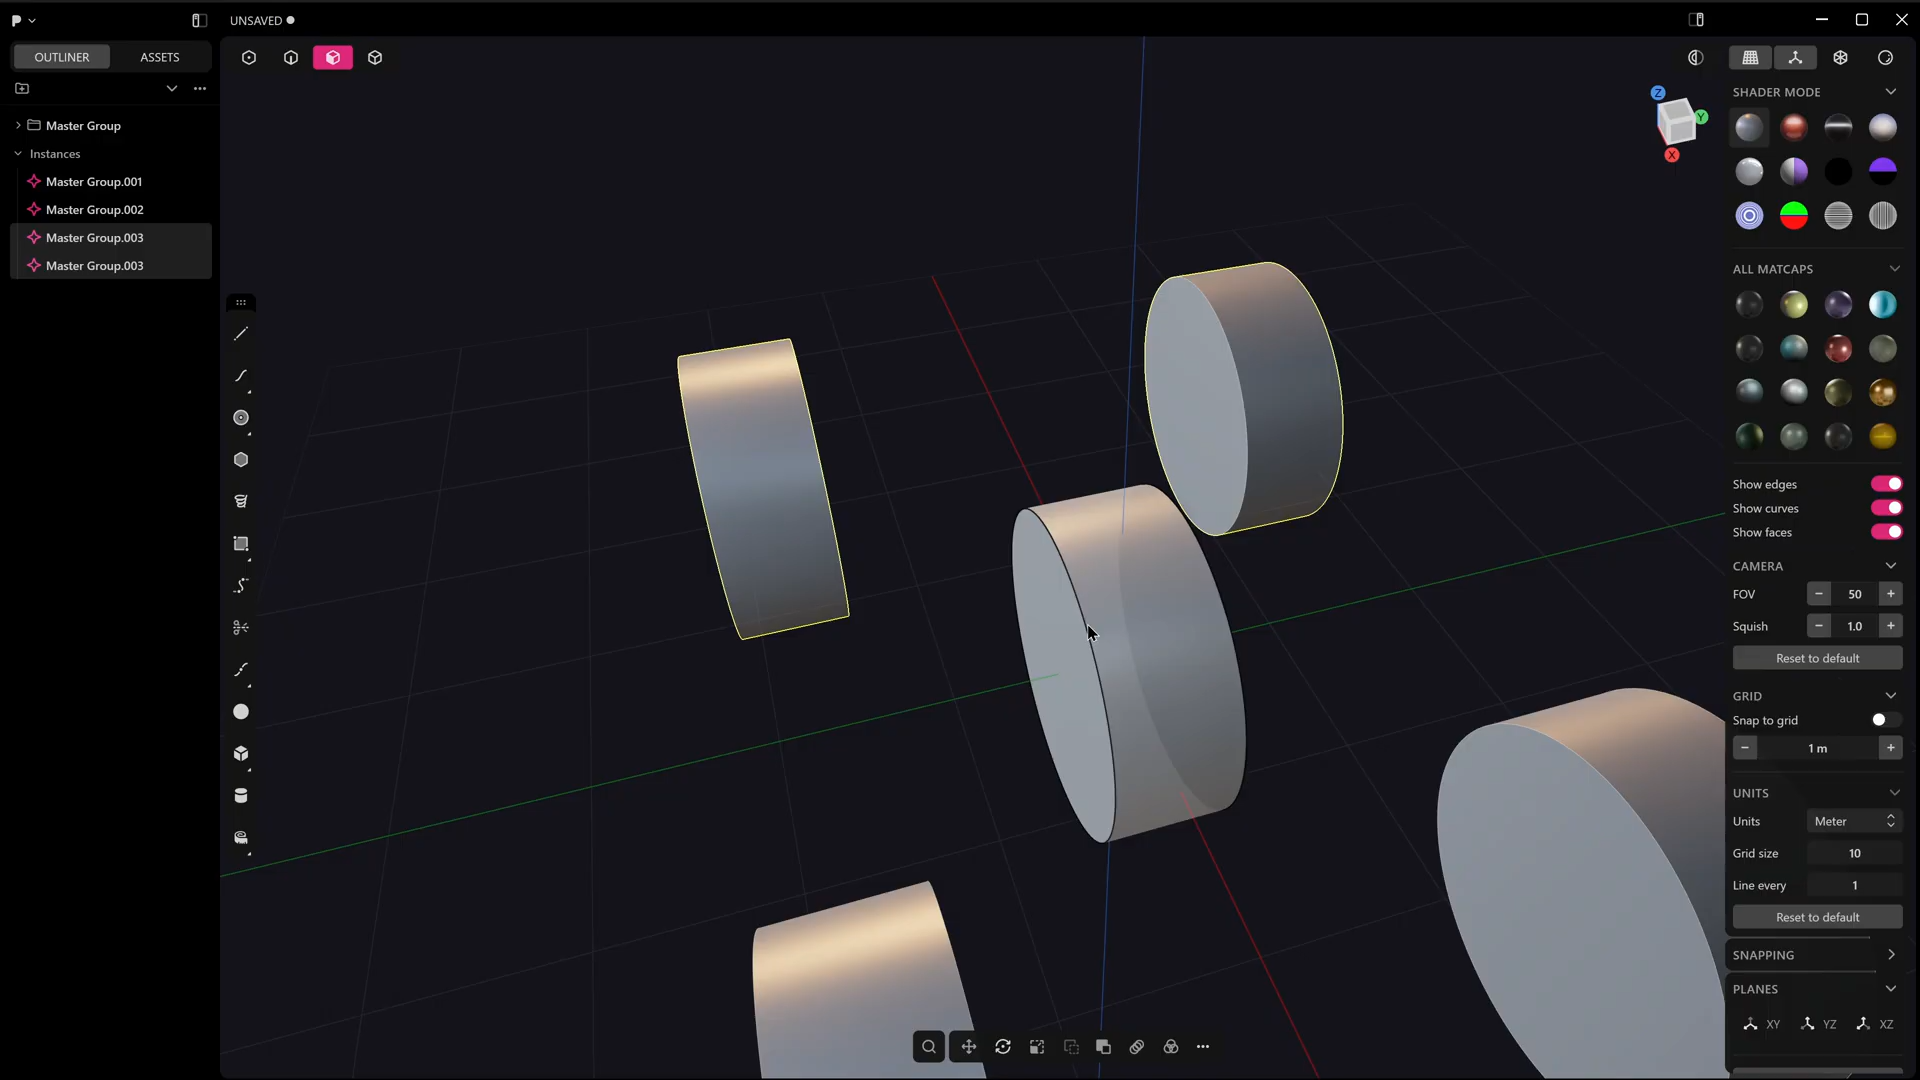 UNSAVED
OUTLINER
ASSETS
Master Group
Instances
Master Group.001
Master Group.002
Master Group.003
Master Group.003
Z
Y
X
SHADER MODE
ALL MATCAPS
Show edges
Show curves
Show faces
CAMERA
FOV
50
Squish
1.0
Reset to default
GRID
Snap to grid
1 m
UNITS
Units
Meter
Grid size
10
Line every
1
Reset to default
SNAPPING
PLANES
XY
YZ
XZ